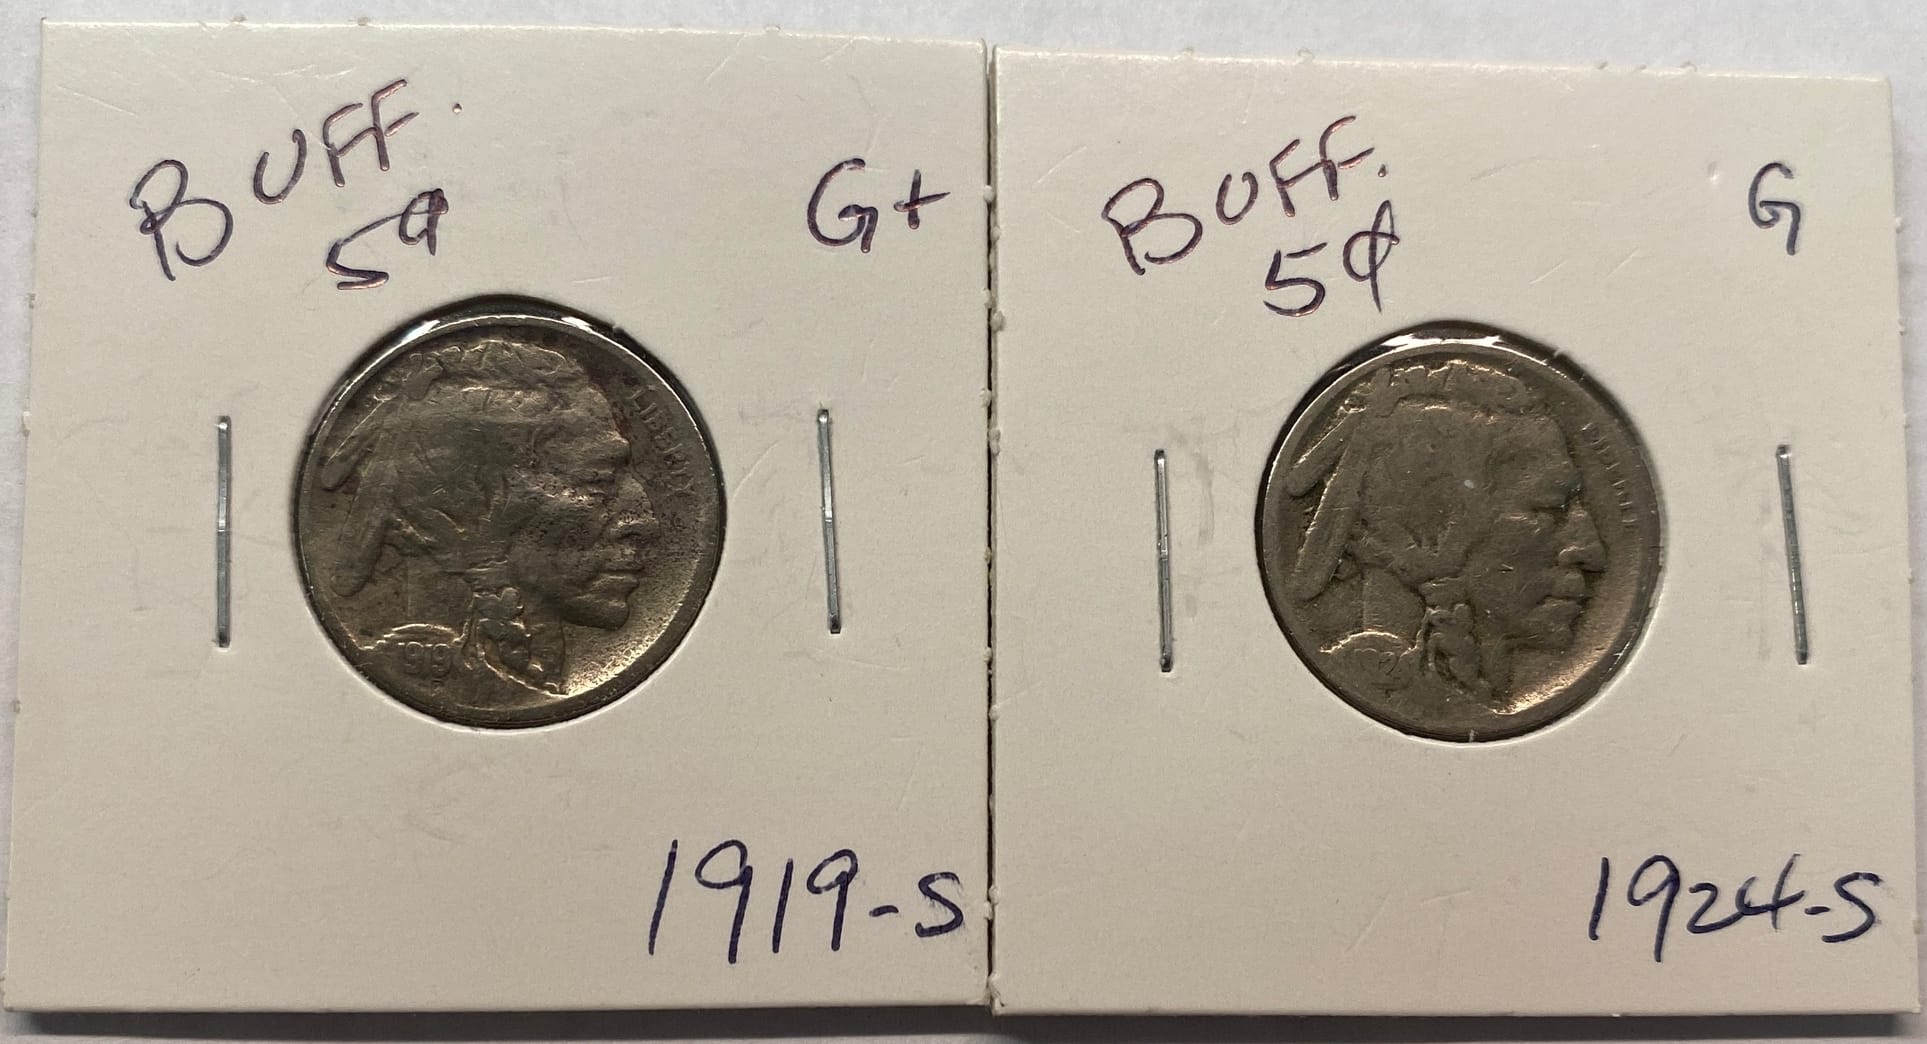 BUFF.
5¢
G+
LIBERTY
1919
1919-S
BUFF.
5¢
G
1924-S